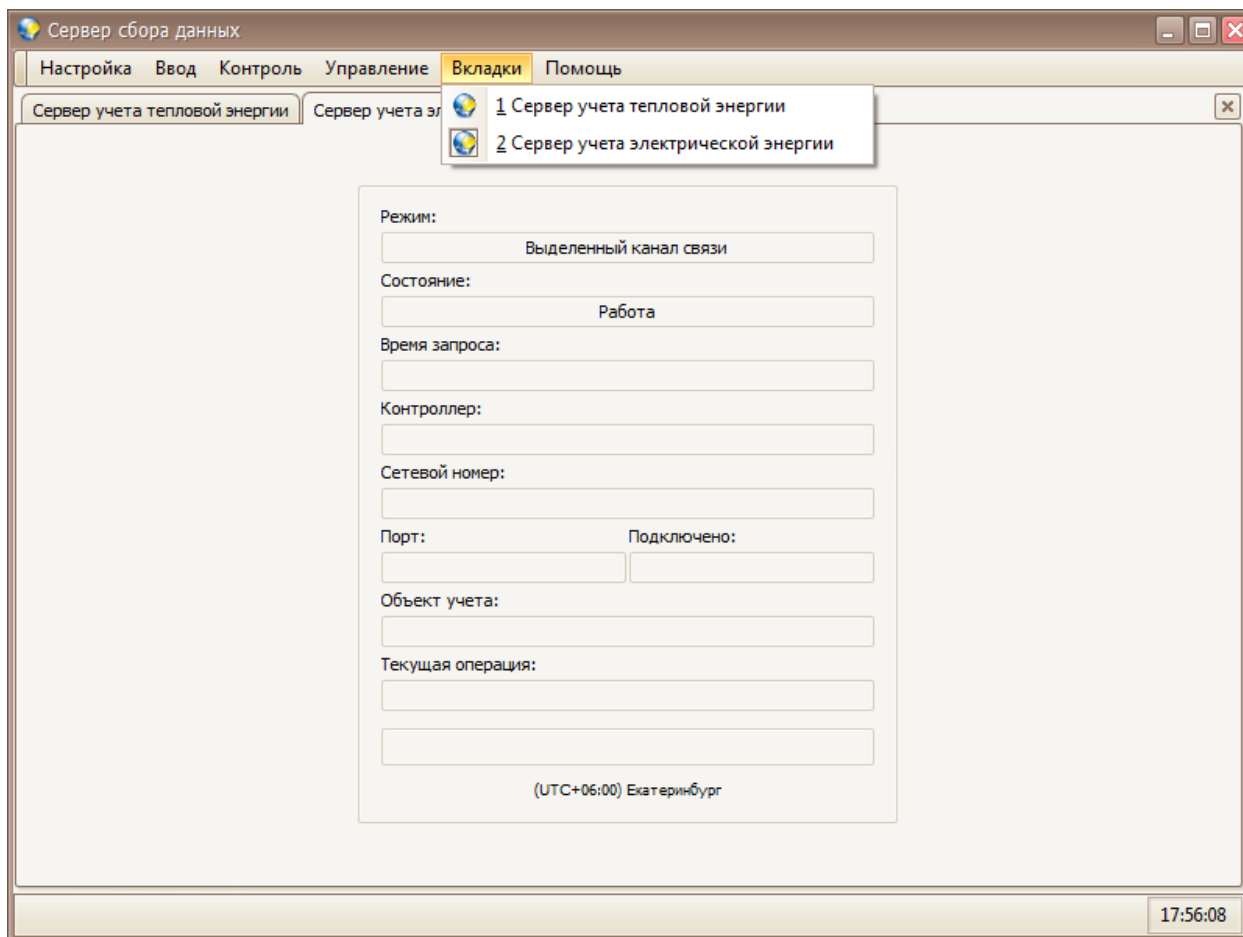 Сервер сбора данных
Настройка Ввод Контроль Управление Вкладки Помощь
Сервер учета тепловой энергии Сервер учета эл
1 Сервер учета тепловой энергии
2 Сервер учета электрической энергии
Режим:
Выделенный канал связи
Состояние:
Работа
Время запроса:
Контроллер:
Сетевой номер:
Порт: Подключено:
Объект учета:
Текущая операция:
(UTC+06:00) Екатеринбург
17:56:08